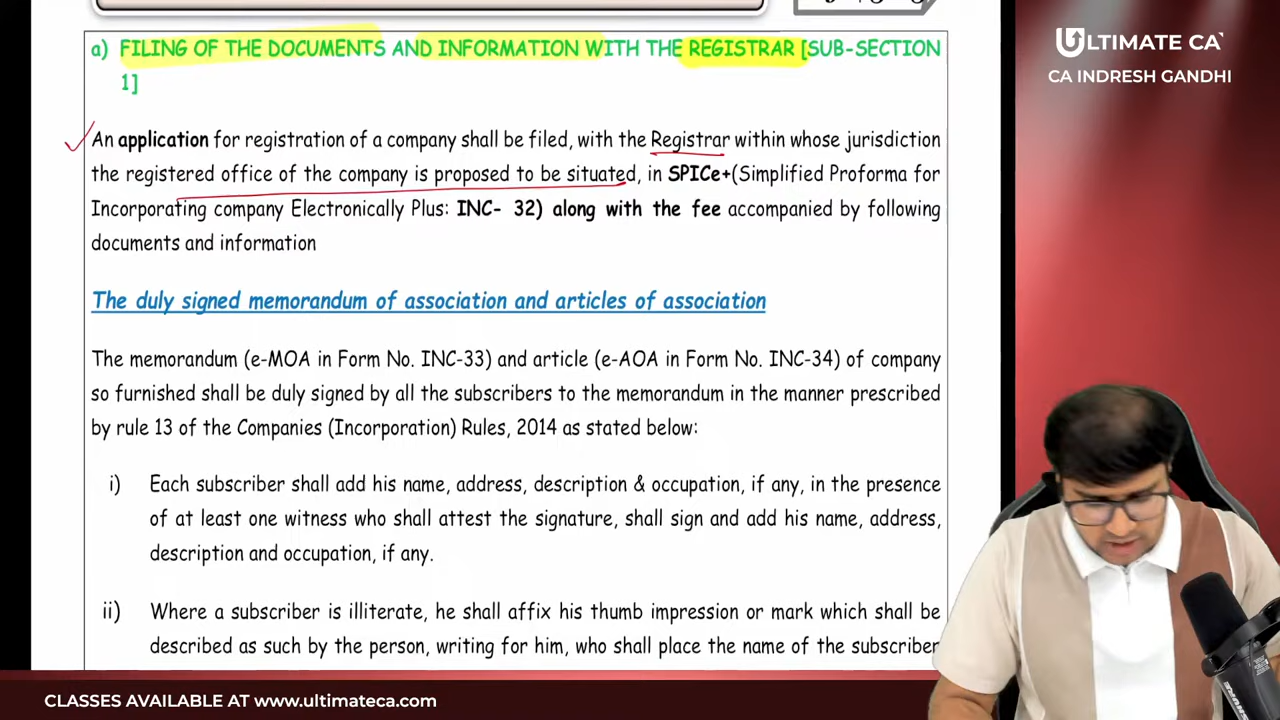 ULTIMATE CA
CA INDRESH GANDHI
a) FILING OF THE DOCUMENTS AND INFORMATION WITH THE REGISTRAR [SUB-SECTION
1]
An application for registration of a company shall be filed, with the Registrar within whose jurisdiction
the registered office of the company is proposed to be situated, in SPICe+(Simplified Proforma for
Incorporating company Electronically Plus: INC- 32) along with the fee accompanied by following
documents and information
The duly signed memorandum of association and articles of association
The memorandum (e-MOA in Form No. INC-33) and article (e-AOA in Form No. INC-34) of company
so furnished shall be duly signed by all the subscribers to the memorandum in the manner prescribed
by rule 13 of the Companies (Incorporation) Rules, 2014 as stated below:
i) Each subscriber shall add his name, address, description & occupation, if any, in the presence
of at least one witness who shall attest the signature, shall sign and add his name, address,
description and occupation, if any.
ii) Where a subscriber is illiterate, he shall affix his thumb impression or mark which shall be
described as such by the person, writing for him, who shall place the name of the subscriber
CLASSES AVAILABLE AT www.ultimateca.com